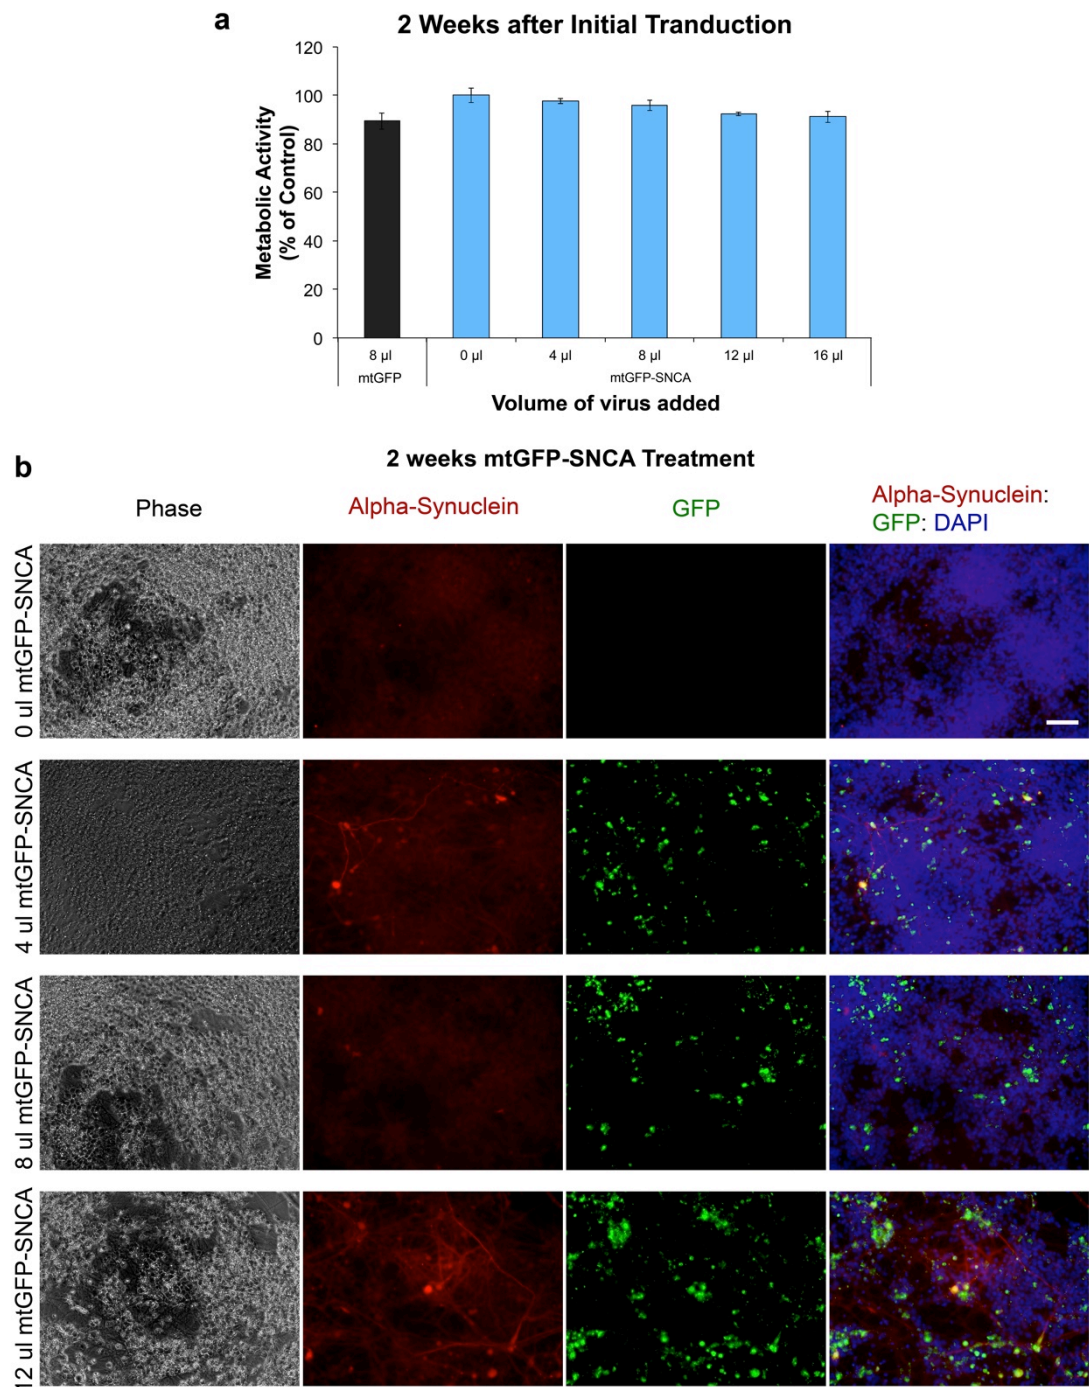 a
2 Weeks after Initial Tranduction
120
100
80
60
40
20
0
Metabolic Activity
(% of Control)
8 µl
0 µl
4 µl
8 µl
12 µl
16 µl
mtGFP
mtGFP-SNCA
Volume of virus added
b
2 weeks mtGFP-SNCA Treatment
Phase
Alpha-Synuclein
GFP
Alpha-Synuclein:
GFP: DAPI
0 ul mtGFP-SNCA
4 ul mtGFP-SNCA
8 ul mtGFP-SNCA
12 ul mtGFP-SNCA